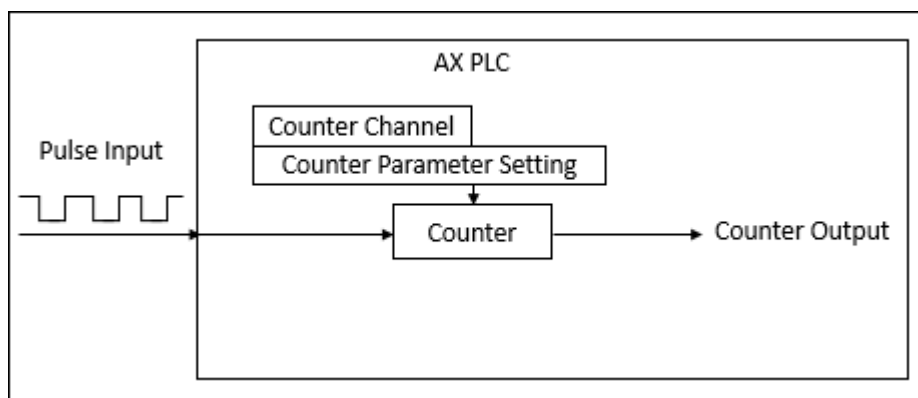 AX PLC
Counter Channel
Pulse Input
Counter Parameter Setting
Counter
Counter Output